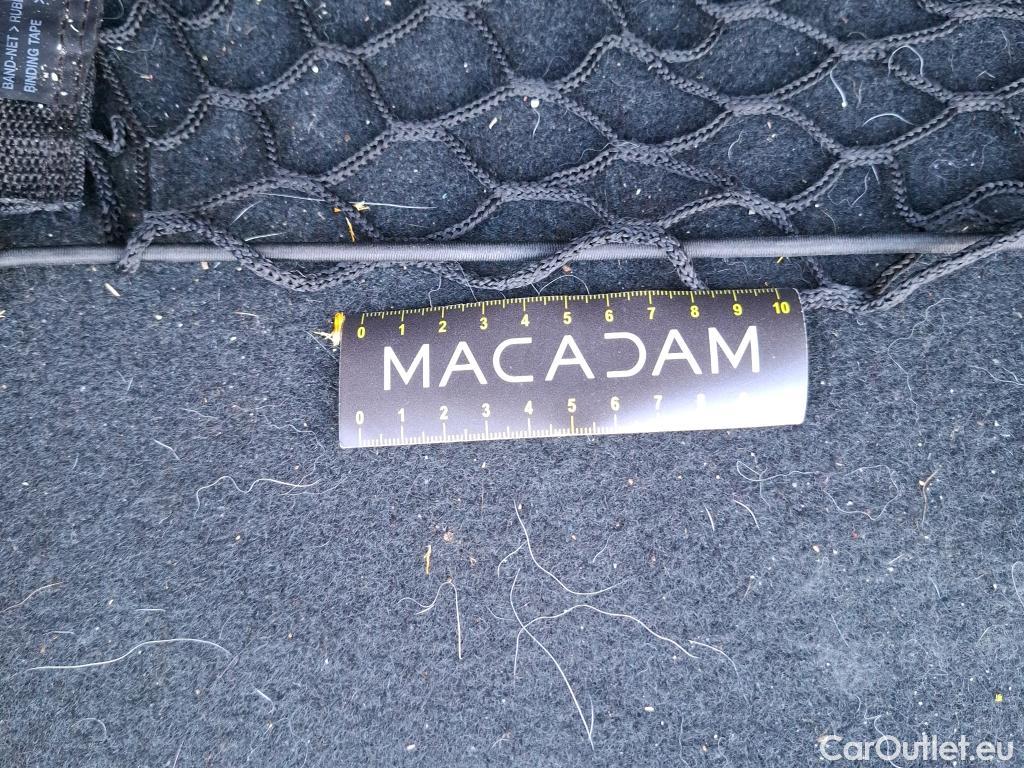 BAND-NET > RUB
BINDING TAPE >
0 1 2 3 4 5 6 7 8 9 10
MACADAM
0 1 2 3 4 5 6 7 8
CarOutlet.eu